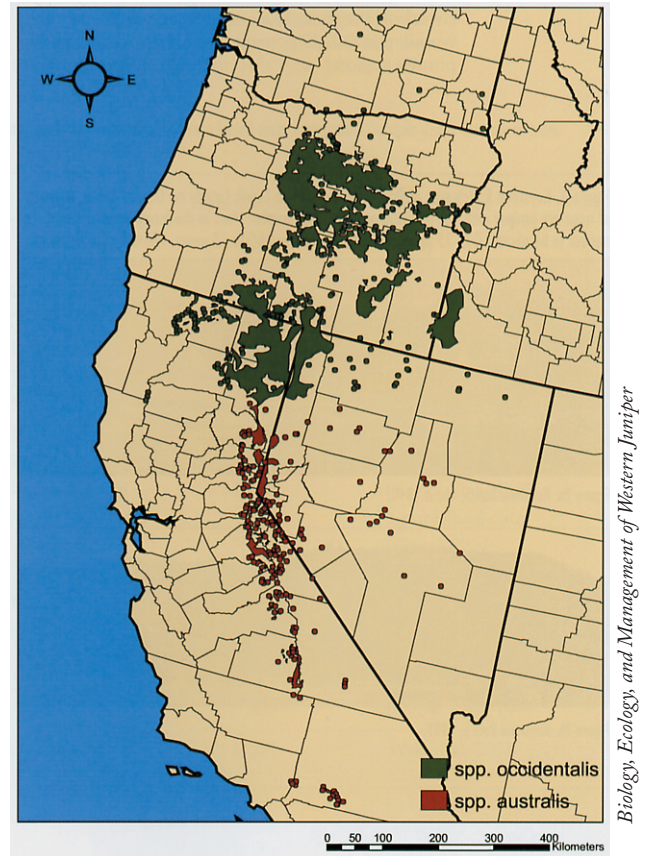 N
W E
S
spp. occidentalis
spp. australis
0 50 100 200 300 400
Kilometers
Biology, Ecology, and Management of Western Juniper